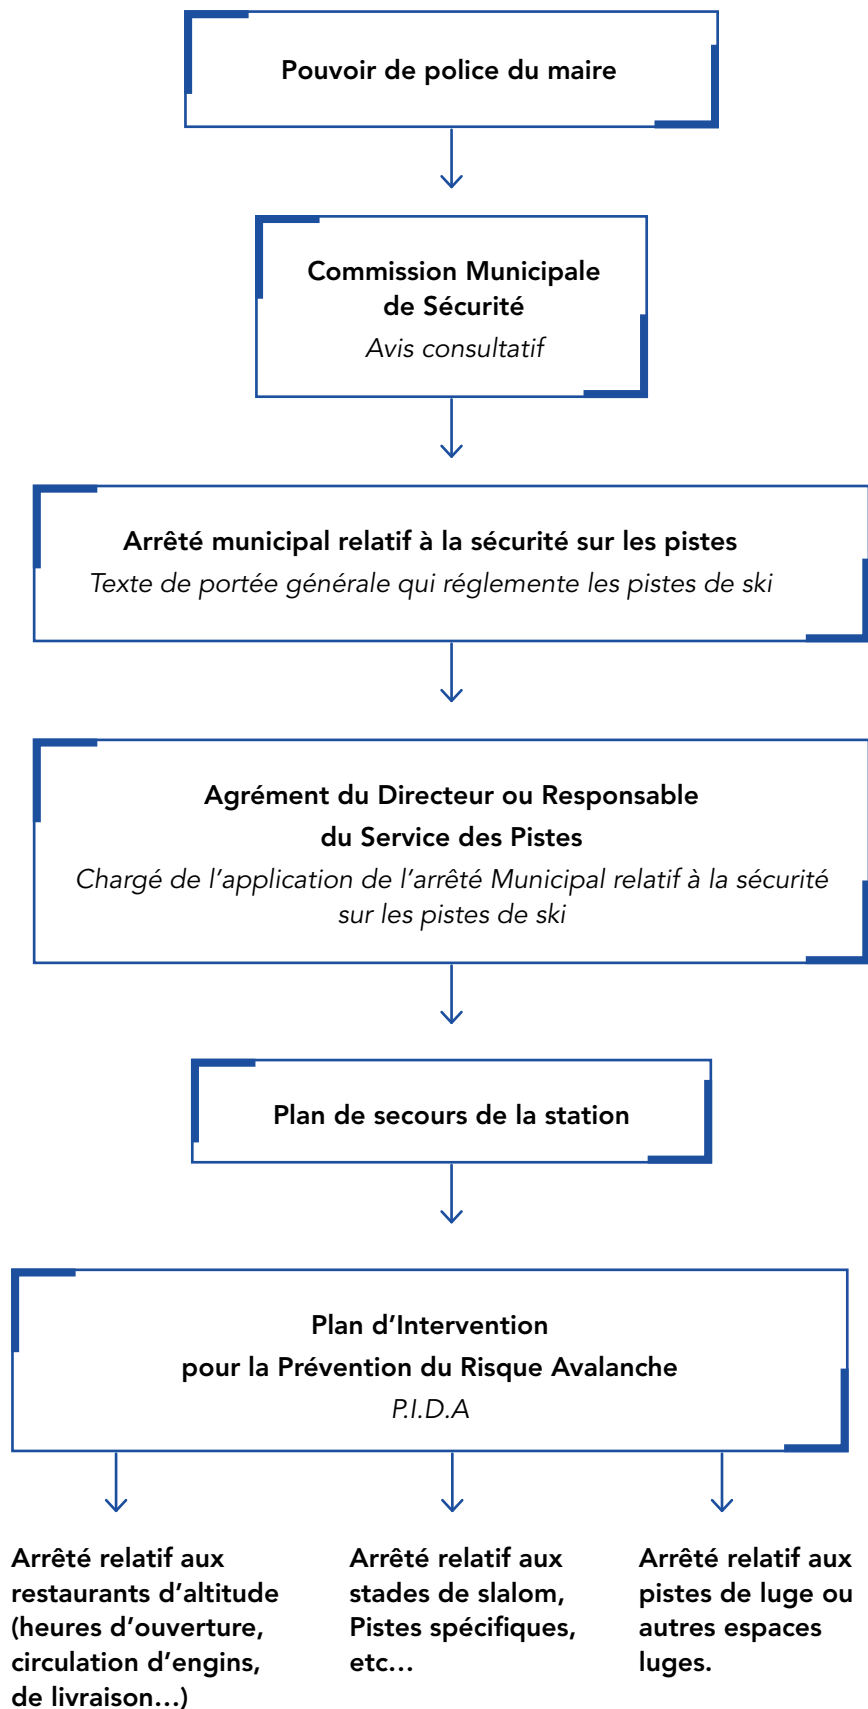 Pouvoir de police du maire
Commission Municipale
de Sécurité
Avis consultatif
Arrêté municipal relatif à la sécurité sur les pistes
Texte de portée générale qui réglemente les pistes de ski
Agrément du Directeur ou Responsable
du Service des Pistes
Chargé de l’application de l’arrêté Municipal relatif à la sécurité
sur les pistes de ski
Plan de secours de la station
Plan d’Intervention
pour la Prévention du Risque Avalanche
P.I.D.A
Arrêté relatif aux
restaurants d’altitude
(heures d’ouverture,
circulation d’engins,
de livraison…)
Arrêté relatif aux
stades de slalom,
Pistes spécifiques,
etc…
Arrêté relatif aux
pistes de luge ou
autres espaces
luges.